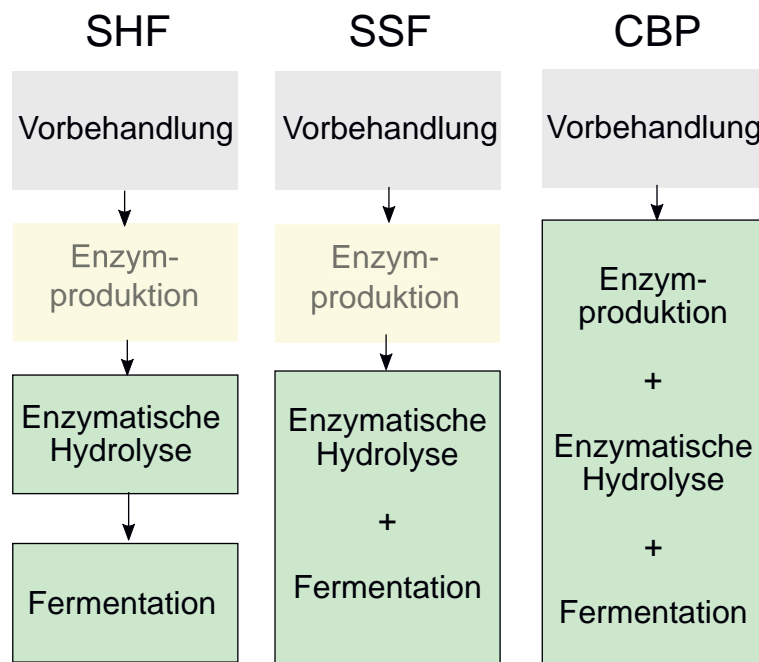 SHF
Vorbehandlung
Enzym-
produktion
Enzymatische
Hydrolyse
Fermentation
SSF
Vorbehandlung
Enzym-
produktion
Enzymatische
Hydrolyse
+
Fermentation
CBP
Vorbehandlung
Enzym-
produktion
+
Enzymatische
Hydrolyse
+
Fermentation